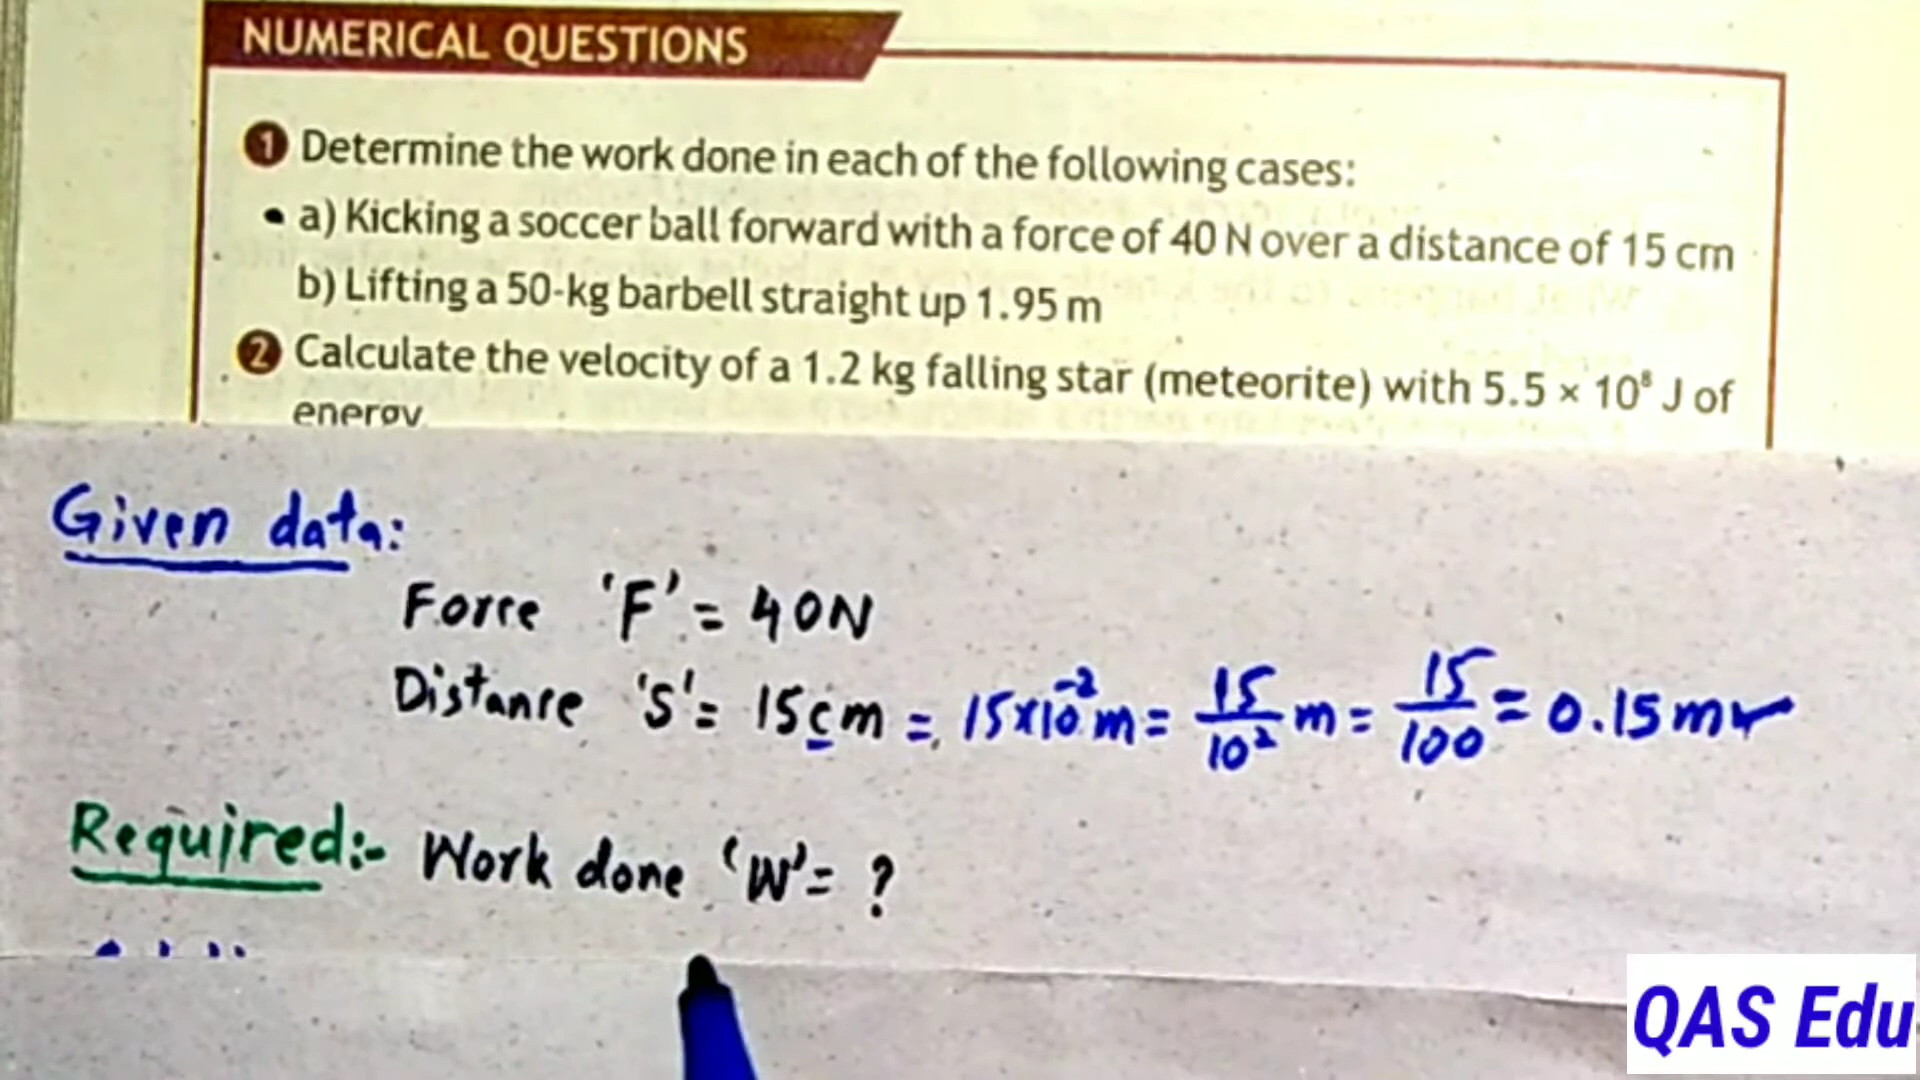 NUMERICAL QUESTIONS
1 Determine the work done in each of the following cases:
• a) Kicking a soccer ball forward with a force of 40 N over a distance of 15 cm
b) Lifting a 50-kg barbell straight up 1.95 m
2 Calculate the velocity of a 1.2 kg falling star (meteorite) with 5.5 × 10⁸ J of
energy
Given data:
Force 'F' = 40N
Distance 'S' = 15cm = 15×10⁻²m = 15/10² m = 15/100 = 0.15m
Required:- Work done 'W' = ?
QAS Edu